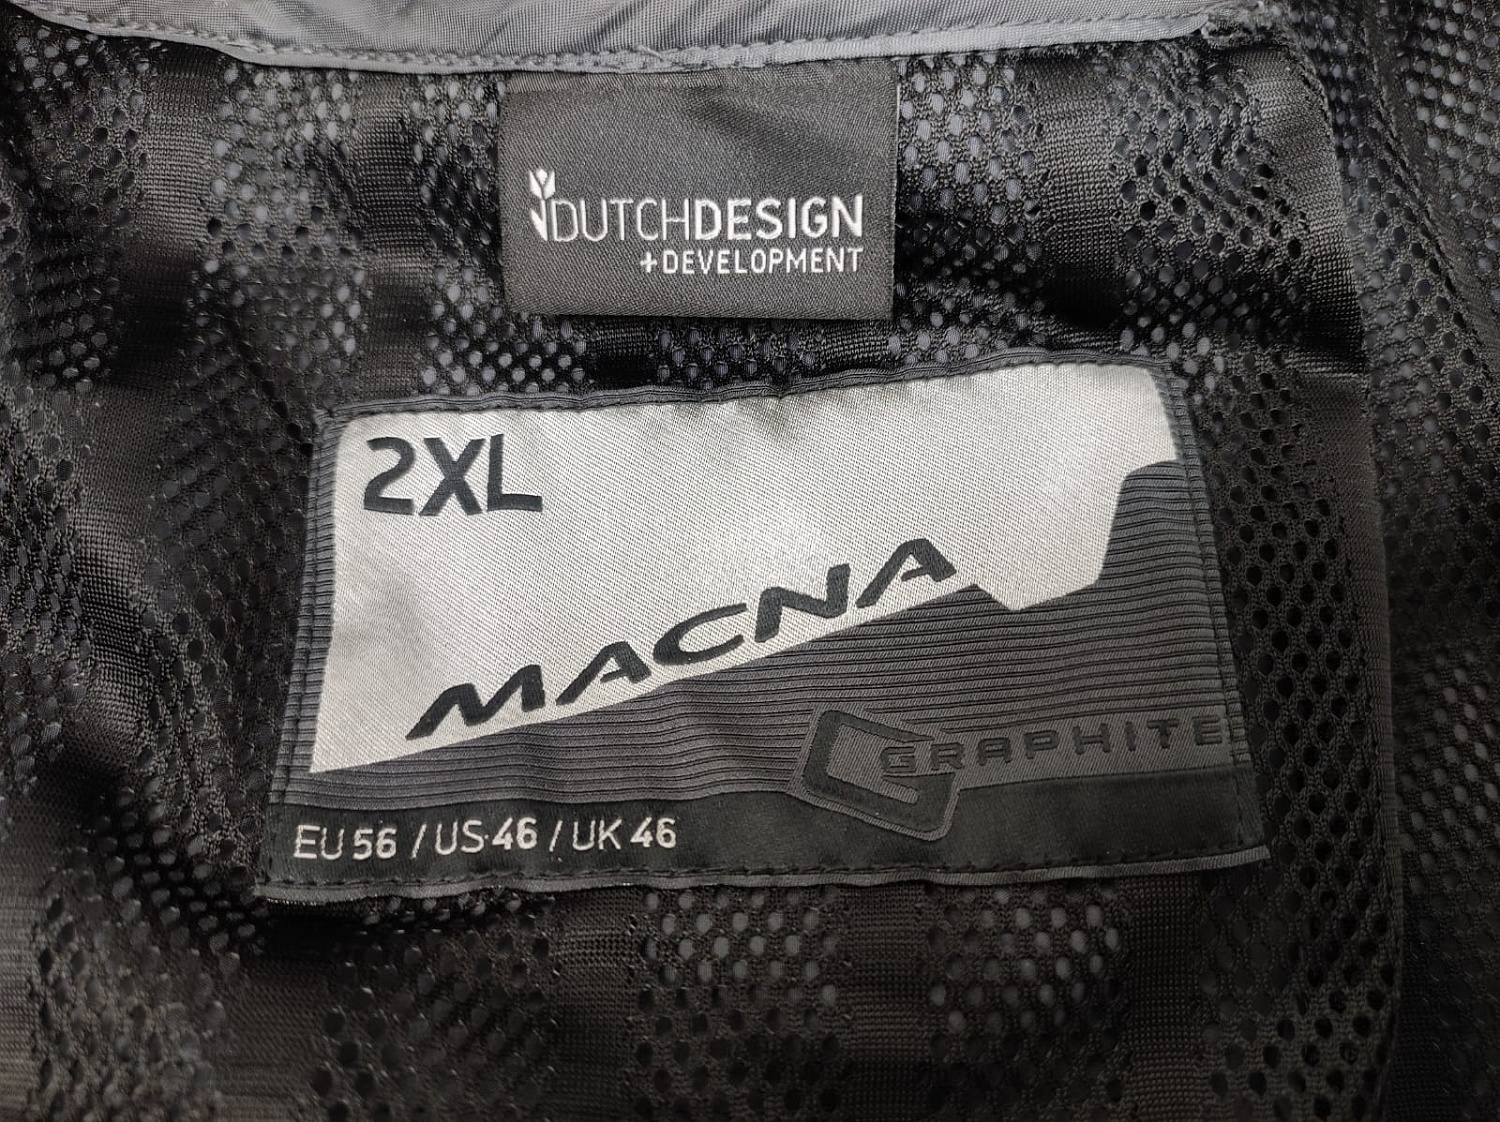 DUTCHDESIGN
+DEVELOPMENT
2XL
MACNA
GRAPHITE
EU 56 / US 46 / UK 46